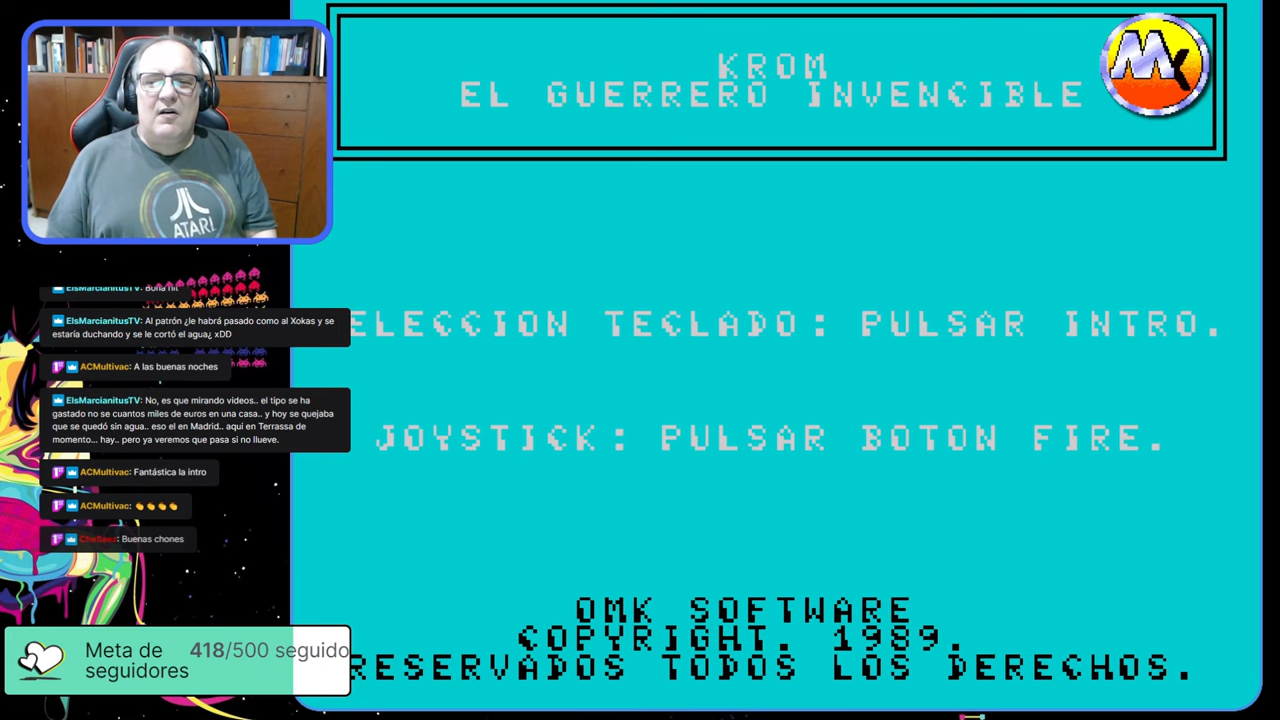 KROM
EL GUERRERO INVENCIBLE
MK
ATARI
ElsMarcianitusTV: Bona nit
ElsMarcianitusTV: Al patrón ¿le habrá pasado como al Xokas y se
estaría duchando y se le cortó el agua¿ xDD
ACMultivac: A las buenas noches
ElsMarcianitusTV: No, es que mirando videos.. el tipo se ha
gastado no se cuantos miles de euros en una casa.. y hoy se quejaba
que se quedó sin agua.. eso el en Madrid.. aqui en Terrassa de
momento... hay.. pero ya veremos que pasa si no llueve.
ACMultivac: Fantástica la intro
ACMultivac: 👏👏👏👏
: Buenas chones
ELECCION TECLADO: PULSAR INTRO.
JOYSTICK: PULSAR BOTON FIRE.
OMK SOFTWARE
COPYRIGHT. 1989.
RESERVADOS TODOS LOS DERECHOS.
Meta de
seguidores
418/500 seguido